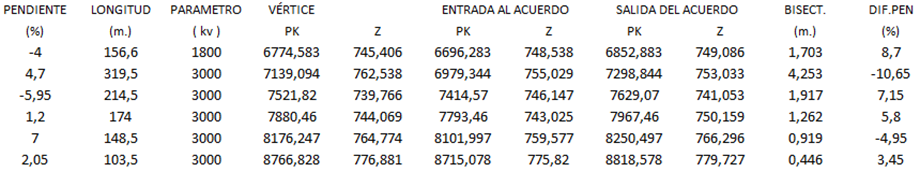 PENDIENTE LONGITUD PARAMETRO VÉRTICE ENTRADA AL ACUERDO SALIDA DEL ACUERDO BISECT. DIF.PEN
(%) (m.) ( kv ) PK Z PK Z PK Z (m.) (%)
-4 156,6 1800 6774,583 745,406 6696,283 748,538 6852,883 749,086 1,703 8,7
4,7 319,5 3000 7139,094 762,538 6979,344 755,029 7298,844 753,033 4,253 -10,65
-5,95 214,5 3000 7521,82 739,766 7414,57 746,147 7629,07 741,053 1,917 7,15
1,2 174 3000 7880,46 744,069 7793,46 743,025 7967,46 750,159 1,262 5,8
7 148,5 3000 8176,247 764,774 8101,997 759,577 8250,497 766,296 0,919 -4,95
2,05 103,5 3000 8766,828 776,881 8715,078 775,82 8818,578 779,727 0,446 3,45